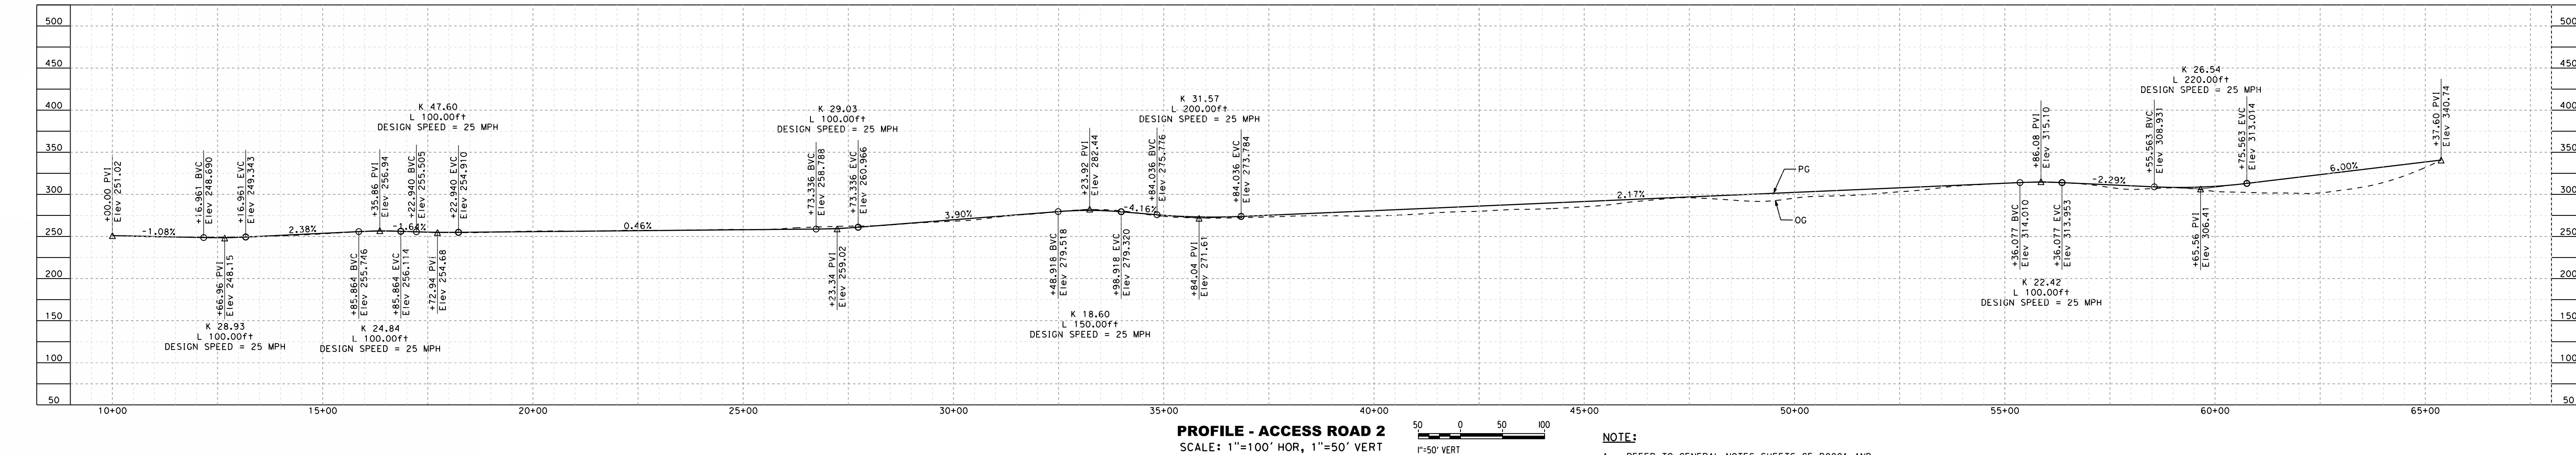 500
450
400
350
300
250
200
150
100
50
500
450
400
350
300
250
200
150
100
50
+00.00 PVI
Elev 251.02
-1.08%
+16.961 BVC
Elev 248.690
+66.96 PVI
Elev 248.15
+16.961 EVC
Elev 249.343
K 28.93
L 100.00ft
DESIGN SPEED = 25 MPH
2.38%
+85.864 BVC
Elev 255.746
+35.86 PVI
Elev 256.94
+85.864 EVC
Elev 256.114
K 24.84
L 100.00ft
DESIGN SPEED = 25 MPH
-1.64%
K 47.60
L 100.00ft
DESIGN SPEED = 25 MPH
+22.940 BVC
Elev 255.505
+72.94 PVI
Elev 254.68
+22.940 EVC
Elev 254.910
0.46%
K 29.03
L 100.00ft
DESIGN SPEED = 25 MPH
+73.336 BVC
Elev 258.788
+23.34 PVI
Elev 259.02
+73.336 EVC
Elev 260.966
3.90%
+48.918 BVC
Elev 279.518
+23.92 PVI
Elev 282.44
+98.918 EVC
Elev 279.320
K 18.60
L 150.00ft
DESIGN SPEED = 25 MPH
-4.16%
K 31.57
L 200.00ft
DESIGN SPEED = 25 MPH
+84.036 BVC
Elev 275.776
+84.04 PVI
Elev 271.61
+84.036 EVC
Elev 273.784
2.17%
PG
OG
+36.077 BVC
Elev 314.010
+86.08 PVI
Elev 315.10
+36.077 EVC
Elev 313.953
K 22.42
L 100.00ft
DESIGN SPEED = 25 MPH
-2.29%
K 26.54
L 220.00ft
DESIGN SPEED = 25 MPH
+55.563 BVC
Elev 308.931
+65.56 PVI
Elev 306.41
+75.563 EVC
Elev 313.014
6.00%
+37.60 PVI
Elev 340.74
10+00 15+00 20+00 25+00 30+00 35+00 40+00 45+00 50+00 55+00 60+00 65+00
PROFILE - ACCESS ROAD 2
SCALE: 1"=100' HOR, 1"=50' VERT
50 0 50 100
1"=50' VERT
NOTE: